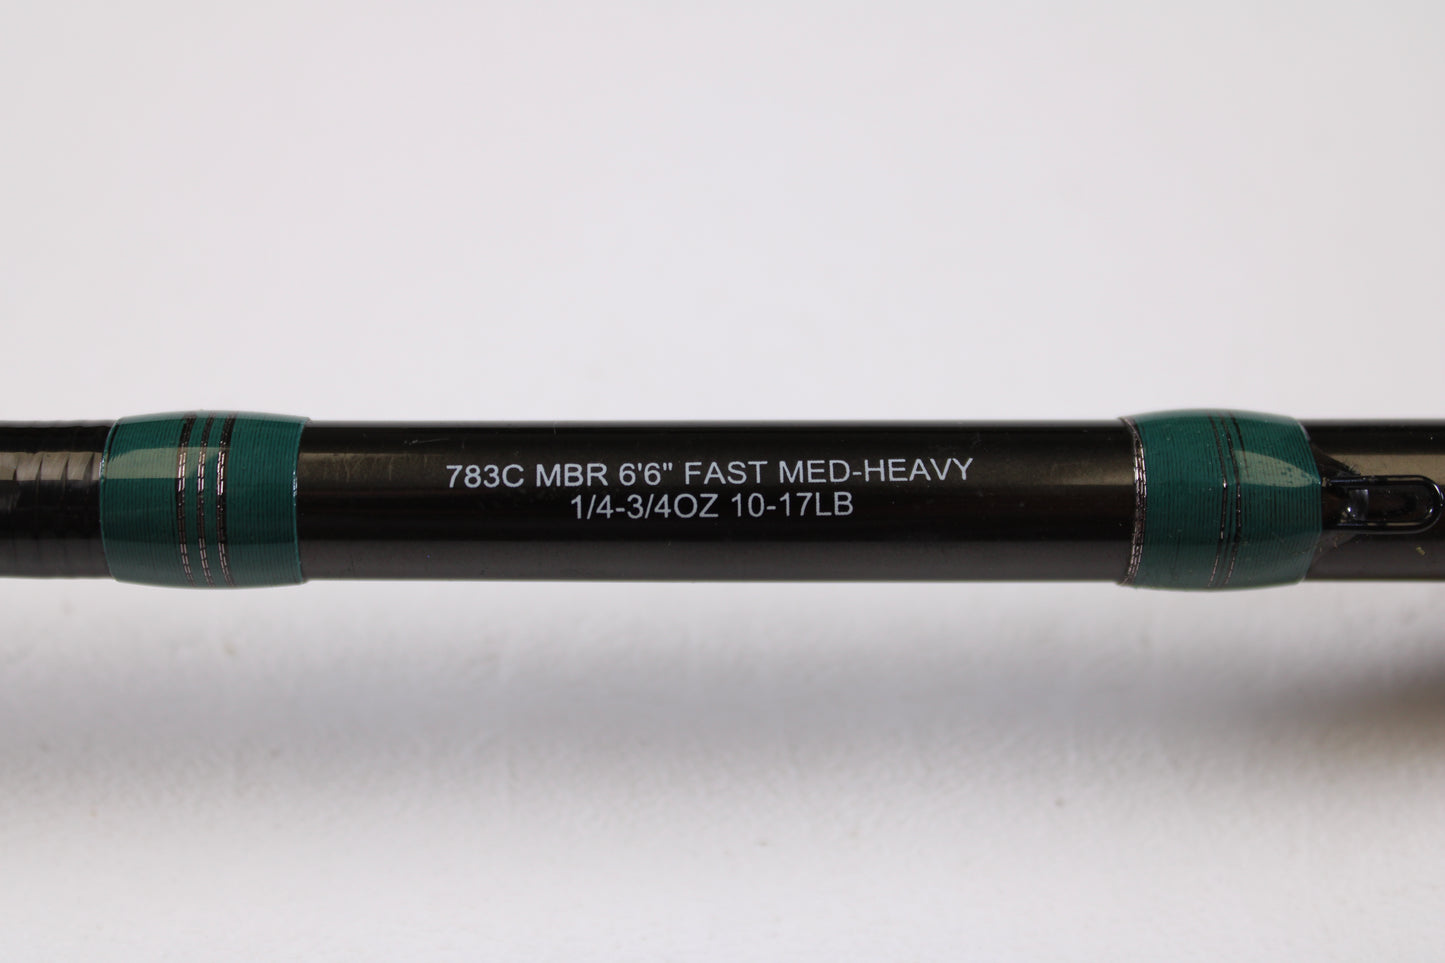 783C MBR 6'6" FAST MED-HEAVY
1/4-3/4OZ 10-17LB